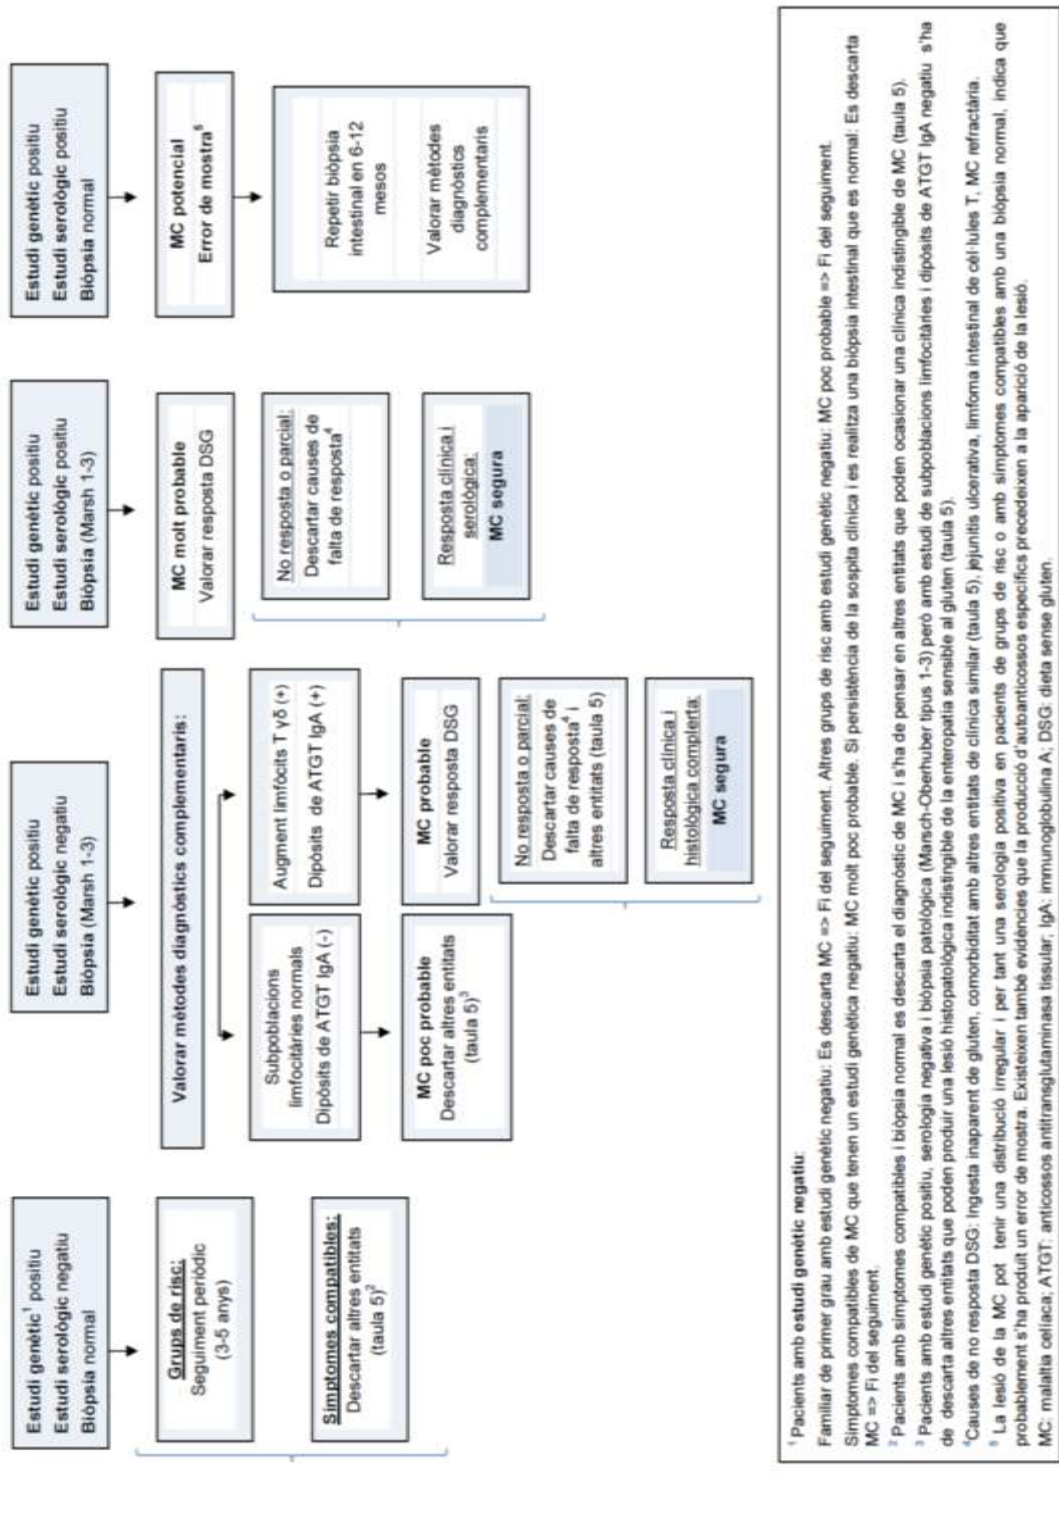 Estudi genètic¹ positiu
Estudi serològic negatiu
Biòpsia normal
Grups de risc:
Seguiment periòdic
(3-5 anys)
Símptomes compatibles:
Descartar altres entitats
(taula 5)²
Estudi genètic positiu
Estudi serològic negatiu
Biòpsia (Marsh 1-3)
Valorar mètodes diagnòstics complementaris:
Subpoblacions
limfocitàries normals
Dipòsits de ATGT IgA (-)
MC poc probable
Descartar altres entitats
(taula 5)³
Augment limfòcits T γδ (+)
Dipòsits de ATGT IgA (+)
MC probable
Valorar resposta DSG
No resposta o parcial:
Descartar causes de
falta de resposta⁴ i
altres entitats (taula 5)
Resposta clínica i
histològica complerta:
MC segura
Estudi genètic positiu
Estudi serològic positiu
Biòpsia (Marsh 1-3)
MC molt probable
Valorar resposta DSG
No resposta o parcial:
Descartar causes de
falta de resposta⁴
Resposta clínica i
serològica:
MC segura
Estudi genètic positiu
Estudi serològic positiu
Biòpsia normal
MC potencial
Error de mostra⁵
Repetir biòpsia
intestinal en 6-12
mesos
Valorar mètodes
diagnòstics
complementaris
¹ Pacients amb estudi genètic negatiu:
Familiar de primer grau amb estudi genètic negatiu: Es descarta MC => Fi del seguiment. Altres grups de risc amb estudi genètic negatiu: MC poc probable => Fi del seguiment.
Símptomes compatibles de MC que tenen un estudi genètica negatiu: MC molt poc probable. Si persistència de la sospita clínica i es realitza una biòpsia intestinal que es normal: Es descarta
MC => Fi del seguiment.
² Pacients amb símptomes compatibles i biòpsia normal es descarta el diagnòstic de MC i s'ha de pensar en altres entitats que poden ocasionar una clínica indistingible de MC (taula 5).
³ Pacients amb estudi genètic positiu, serologia negativa i biòpsia patològica (Marsch-Oberhuber tipus 1-3) però amb estudi de subpoblacions limfocitàries i dipòsits de ATGT IgA negatiu s'ha
de descarta altres entitats que poden produir una lesió histopatològica indistingible de la enteropatia sensible al gluten (taula 5).
⁴Causes de no resposta DSG: Ingesta inaparent de gluten, comorbiditat amb altres entitats de clínica similar (taula 5), jejunitis ulcerativa, limfoma intestinal de cèl·lules T, MC refractària.
⁵ La lesió de la MC pot tenir una distribució irregular i per tant una serologia positiva en pacients de grups de risc o amb símptomes compatibles amb una biòpsia normal, indica que
probablement s'ha produït un error de mostra. Existeixen també evidències que la producció d'autoanticossos específics precedeixen a la aparició de la lesió.
MC: malaltia celíaca; ATGT: anticossos antitransglutaminasa tissular; IgA: immunoglobulina A; DSG: dieta sense gluten.